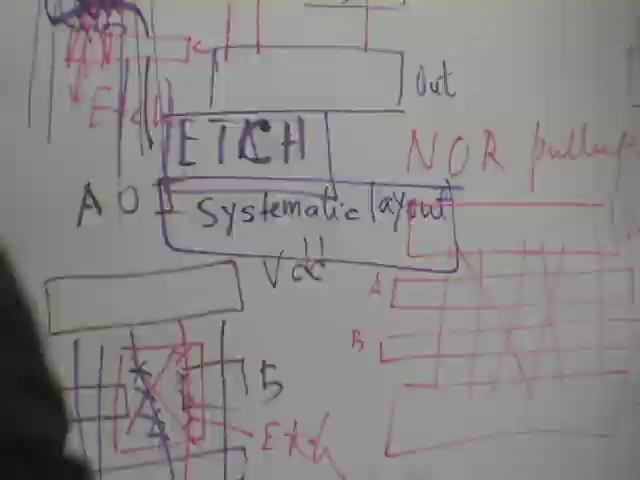 Out
ETCH
NOR pullup
A O
Systematic layout
Vdd
A
B
5
Etch